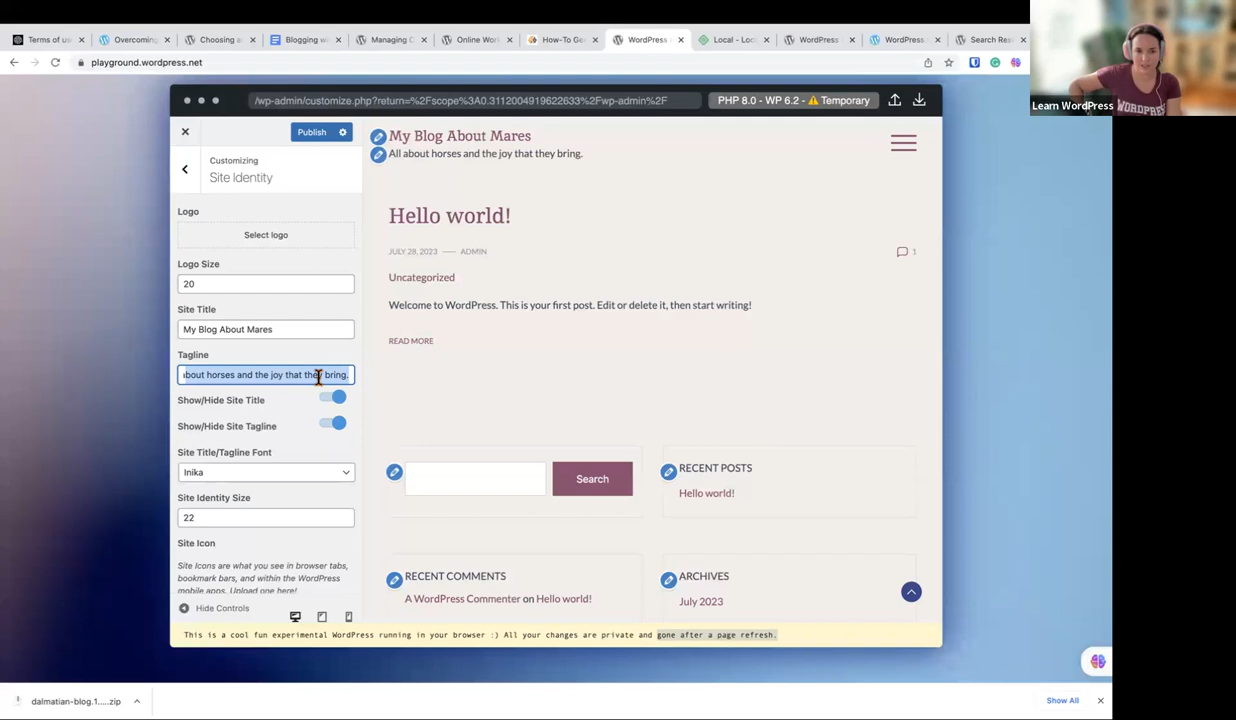 Terms of us
Overcoming
Choosing a
Blogging wi
Managing C
Online Wor
How-To Ge
WordPress
Local - Loc
WordPress
WordPress
Search Res
playground.wordpress.net
/wp-admin/customize.php?return=%2Fscope%3A0.3112004919622633%2Fwp-admin%2F
PHP 8.0 - WP 6.2 - ⚠ Temporary
Learn WordPress
WORDPRESS
Publish
Customizing
Site Identity
Logo
Select logo
Logo Size
20
Site Title
My Blog About Mares
Tagline
about horses and the joy that they bring.
Show/Hide Site Title
Show/Hide Site Tagline
Site Title/Tagline Font
Inika
Site Identity Size
22
Site Icon
Site Icons are what you see in browser tabs,
bookmark bars, and within the WordPress
mobile apps. Upload one here!
Hide Controls
My Blog About Mares
All about horses and the joy that they bring.
Hello world!
JULY 28, 2023 — ADMIN
1
Uncategorized
Welcome to WordPress. This is your first post. Edit or delete it, then start writing!
READ MORE
Search
RECENT POSTS
Hello world!
RECENT COMMENTS
A WordPress Commenter on Hello world!
ARCHIVES
July 2023
This is a cool fun experimental WordPress running in your browser :) All your changes are private and gone after a page refresh.
dalmatian-blog.1.....zip
Show All